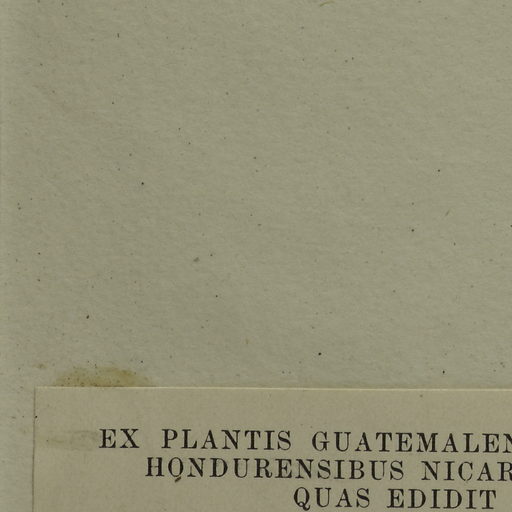 EX PLANTIS GUATEMALEN
HONDURENSIBUS NICAR
QUAS EDIDIT